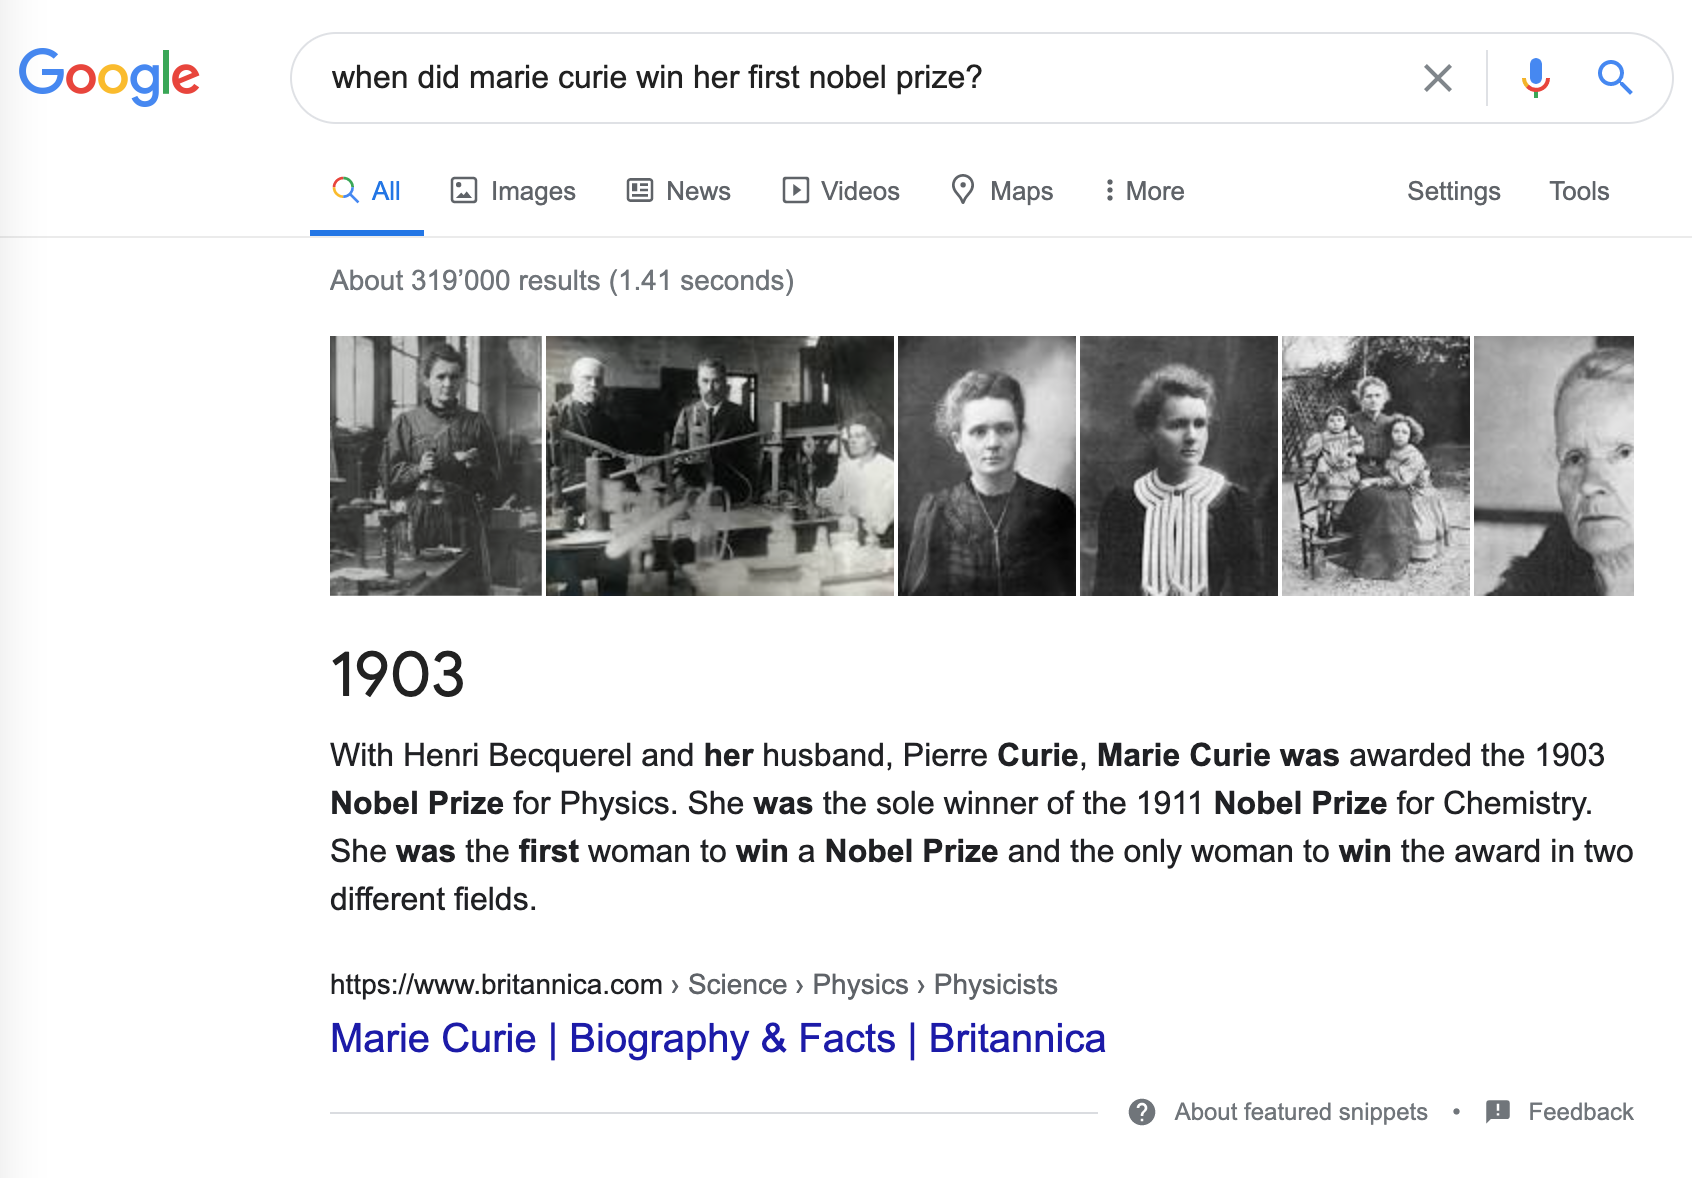 Google
when did marie curie win her first nobel prize?
All
Images
News
Videos
Maps
More
Settings
Tools
About 319’000 results (1.41 seconds)
1903
With Henri Becquerel and her husband, Pierre Curie, Marie Curie was awarded the 1903
Nobel Prize for Physics. She was the sole winner of the 1911 Nobel Prize for Chemistry.
She was the first woman to win a Nobel Prize and the only woman to win the award in two
different fields.
https://www.britannica.com › Science › Physics › Physicists
Marie Curie | Biography & Facts | Britannica
About featured snippets • Feedback